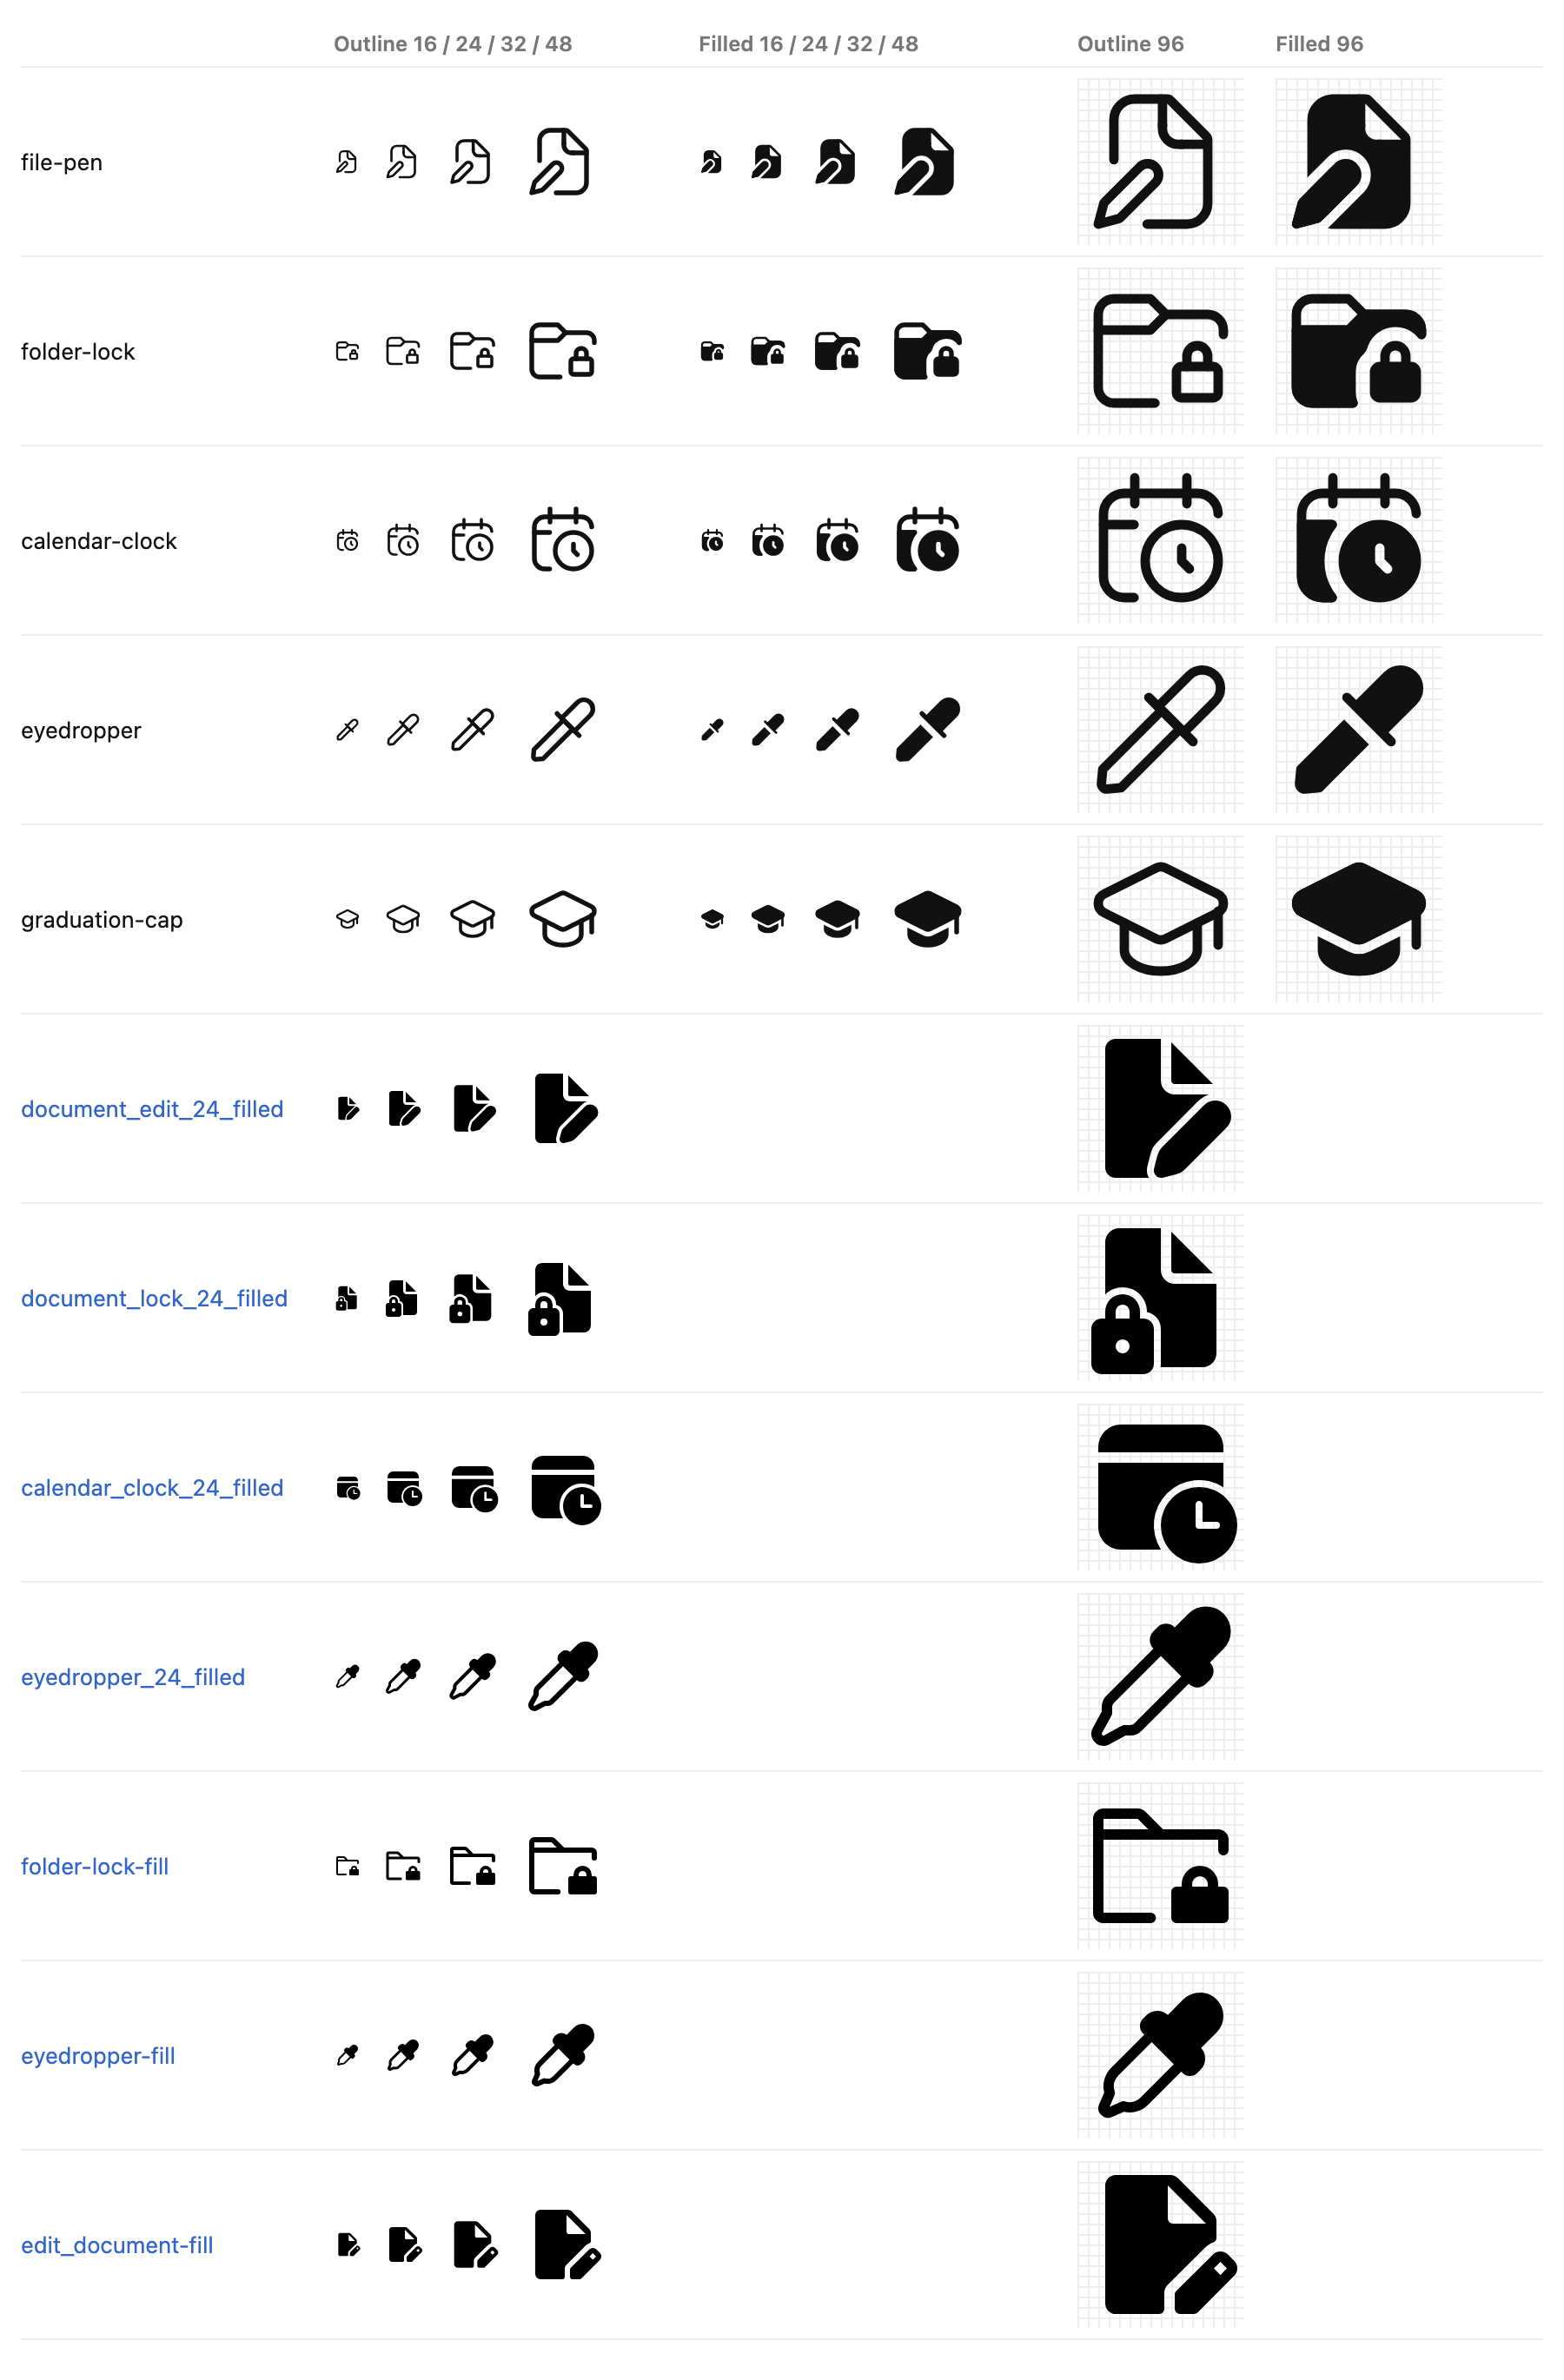 Outline 16 / 24 / 32 / 48 Filled 16 / 24 / 32 / 48 Outline 96 Filled 96
file-pen
folder-lock
calendar-clock
eyedropper
graduation-cap
document_edit_24_filled
document_lock_24_filled
calendar_clock_24_filled
eyedropper_24_filled
folder-lock-fill
eyedropper-fill
edit_document-fill